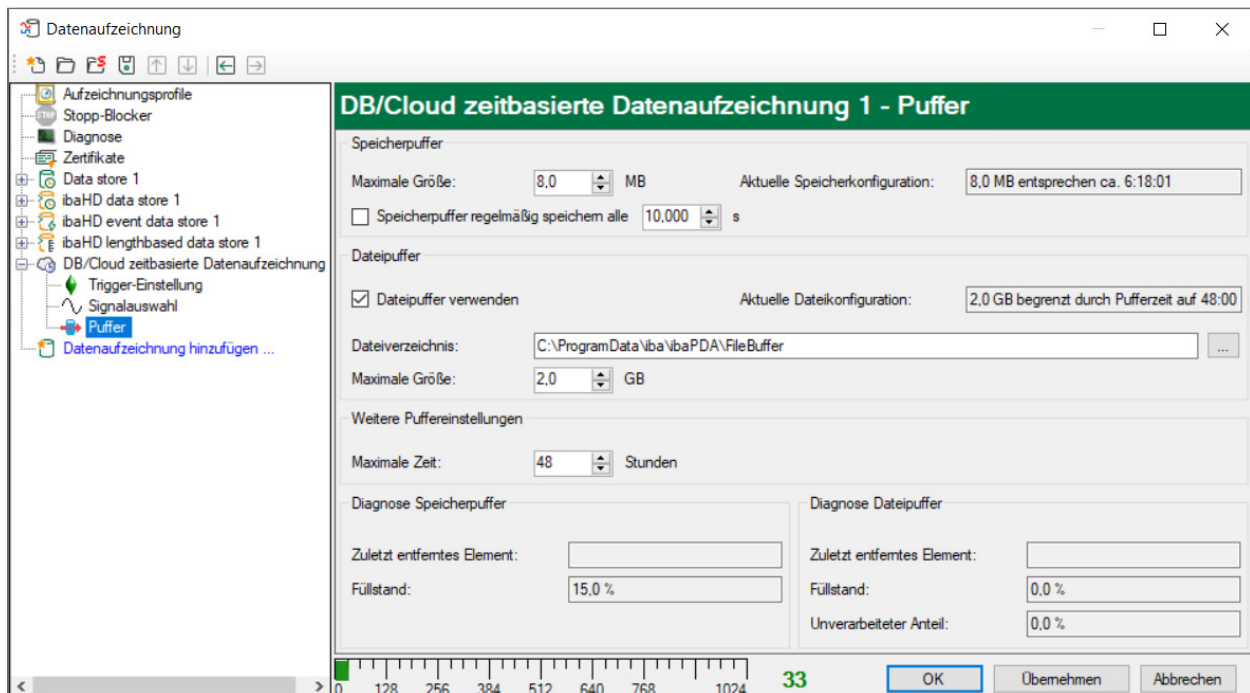 Datenaufzeichnung
Aufzeichnungsprofile
STOP Stopp-Blocker
Diagnose
Zertifikate
Data store 1
ibaHD data store 1
ibaHD event data store 1
ibaHD lengthbased data store 1
DB/Cloud zeitbasierte Datenaufzeichnung
Trigger-Einstellung
Signalauswahl
Puffer
Datenaufzeichnung hinzufügen ...
DB/Cloud zeitbasierte Datenaufzeichnung 1 - Puffer
Speicherpuffer
Maximale Größe: 8,0 MB Aktuelle Speicherkonfiguration: 8,0 MB entsprechen ca. 6:18:01
Speicherpuffer regelmäßig speichern alle 10,000 s
Dateipuffer
Dateipuffer verwenden Aktuelle Dateikonfiguration: 2,0 GB begrenzt durch Pufferzeit auf 48:00
Dateiverzeichnis: C:\ProgramData\iba\ibaPDA\FileBuffer ...
Maximale Größe: 2,0 GB
Weitere Puffereinstellungen
Maximale Zeit: 48 Stunden
Diagnose Speicherpuffer
Zuletzt entferntes Element:
Füllstand: 15,0 %
Diagnose Dateipuffer
Zuletzt entferntes Element:
Füllstand: 0,0 %
Unverarbeiteter Anteil: 0,0 %
0 128 256 384 512 640 768 1024 33 OK Übernehmen Abbrechen